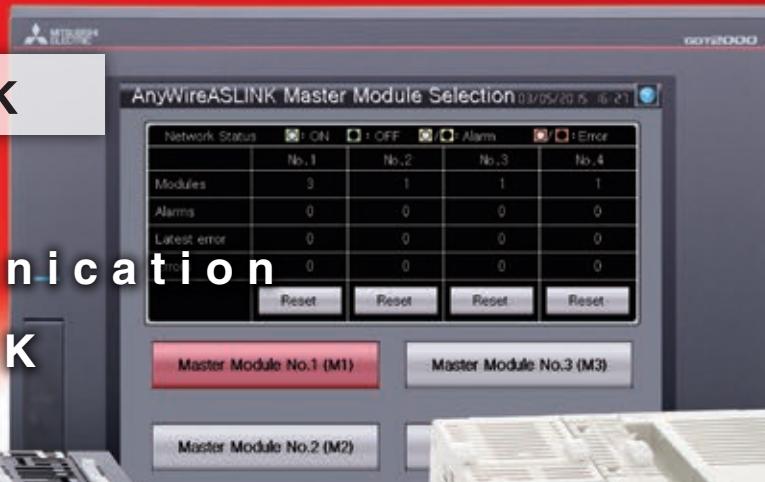 MITSUBISHI
ELECTRIC
GOT2000
K
AnyWireASLINK Master Module Selection 03/05/2015 16:27
Network Status : ON : OFF / : Alarm / : Error
No.1 No.2 No.3 No.4
Modules 3 1 1 1
Alarms 0 0 0 0
Latest error 0 0 0 0
nication
0 0 0 0
Reset Reset Reset Reset
K
Master Module No.1 (M1) Master Module No.3 (M3)
Master Module No.2 (M2)